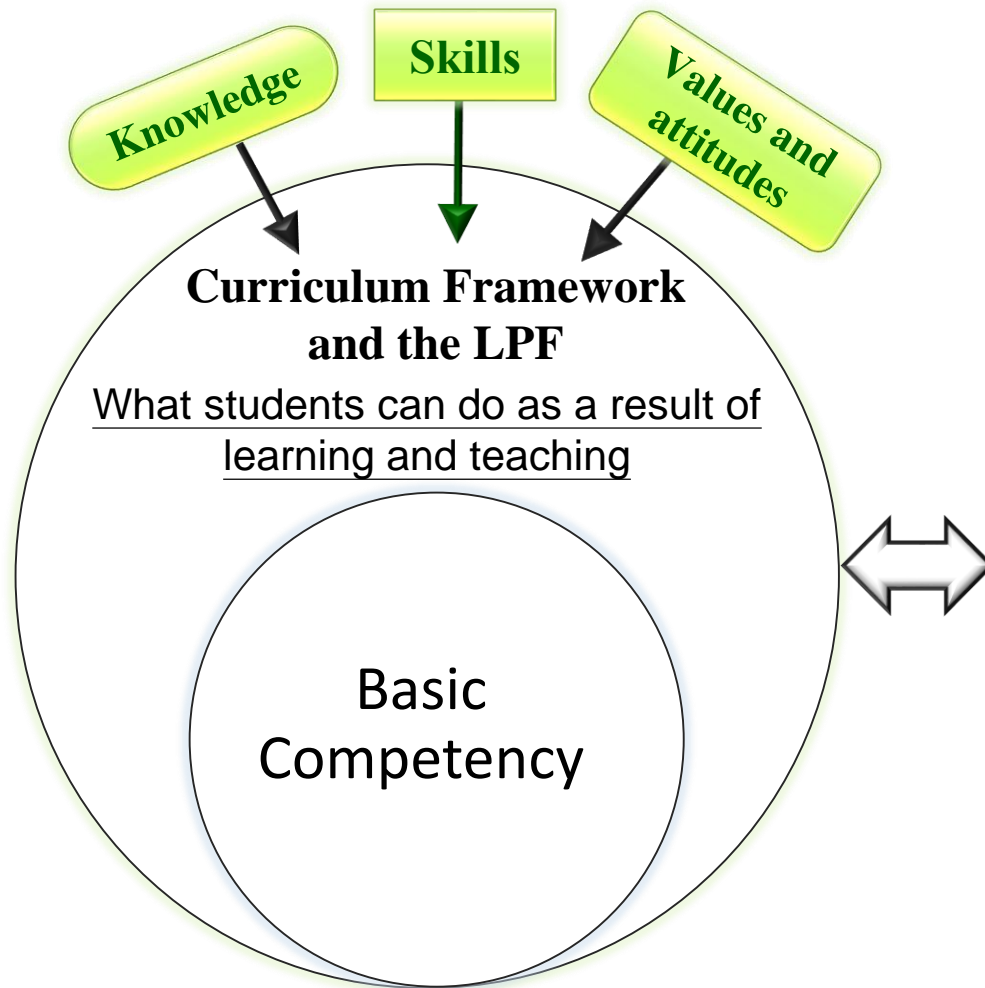 Knowledge
Skills
Values and
attitudes
Curriculum Framework
and the LPF
What students can do as a result of
learning and teaching
Basic
Competency